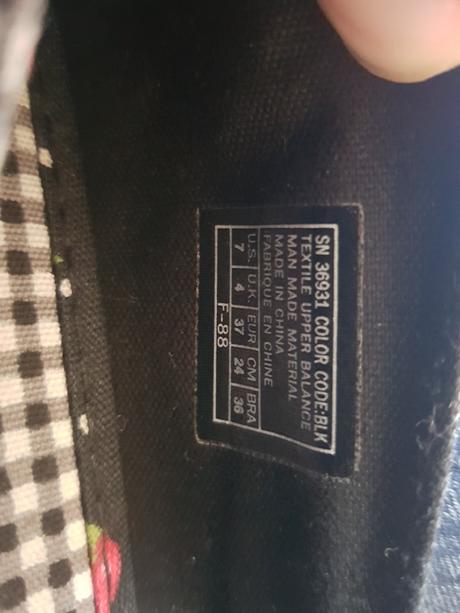 SN 36931 COLOR CODE:BLK
TEXTILE UPPER BALANCE
MAN MADE MATERIAL
MADE IN CHINA
FABRIQUE EN CHINE
U.S. U.K. EUR CM BRA
7 4 37 24 36
F-88